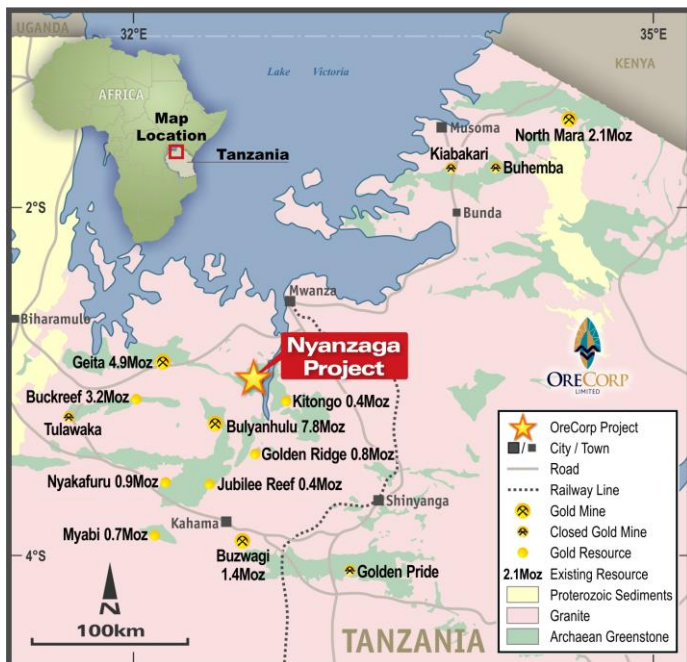 UGANDA
32°E
35°E
KENYA
Lake Victoria
AFRICA
Map
Location
Tanzania
Musoma
North Mara 2.1Moz
Kiabakari
Buhemba
2°S
Bunda
Mwanza
Biharamulo
Nyanzaga
Project
Geita 4.9Moz
ORECORP
LIMITED
Buckreef 3.2Moz
Kitongo 0.4Moz
Tulawaka
Bulyanhulu 7.8Moz
Golden Ridge 0.8Moz
Nyakafuru 0.9Moz
Jubilee Reef 0.4Moz
Shinyanga
Kahama
Myabi 0.7Moz
Buzwagi
1.4Moz
4°S
Golden Pride
N
100km
TANZANIA
OreCorp Project
/ City / Town
Road
Railway Line
Gold Mine
Closed Gold Mine
Gold Resource
2.1Moz Existing Resource
Proterozoic Sediments
Granite
Archaean Greenstone